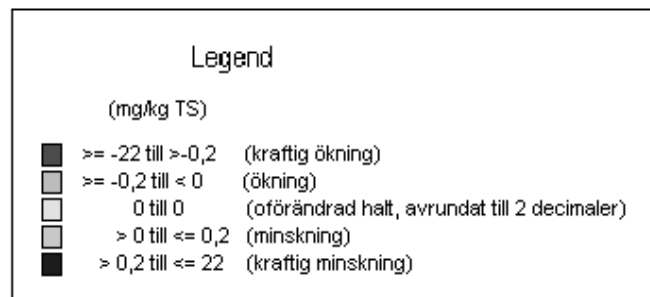 Legend
(mg/kg TS)
>= -22 till >-0,2 (kraftig ökning)
>= -0,2 till < 0 (ökning)
0 till 0 (oförändrad halt, avrundat till 2 decimaler)
> 0 till <= 0,2 (minskning)
> 0,2 till <= 22 (kraftig minskning)